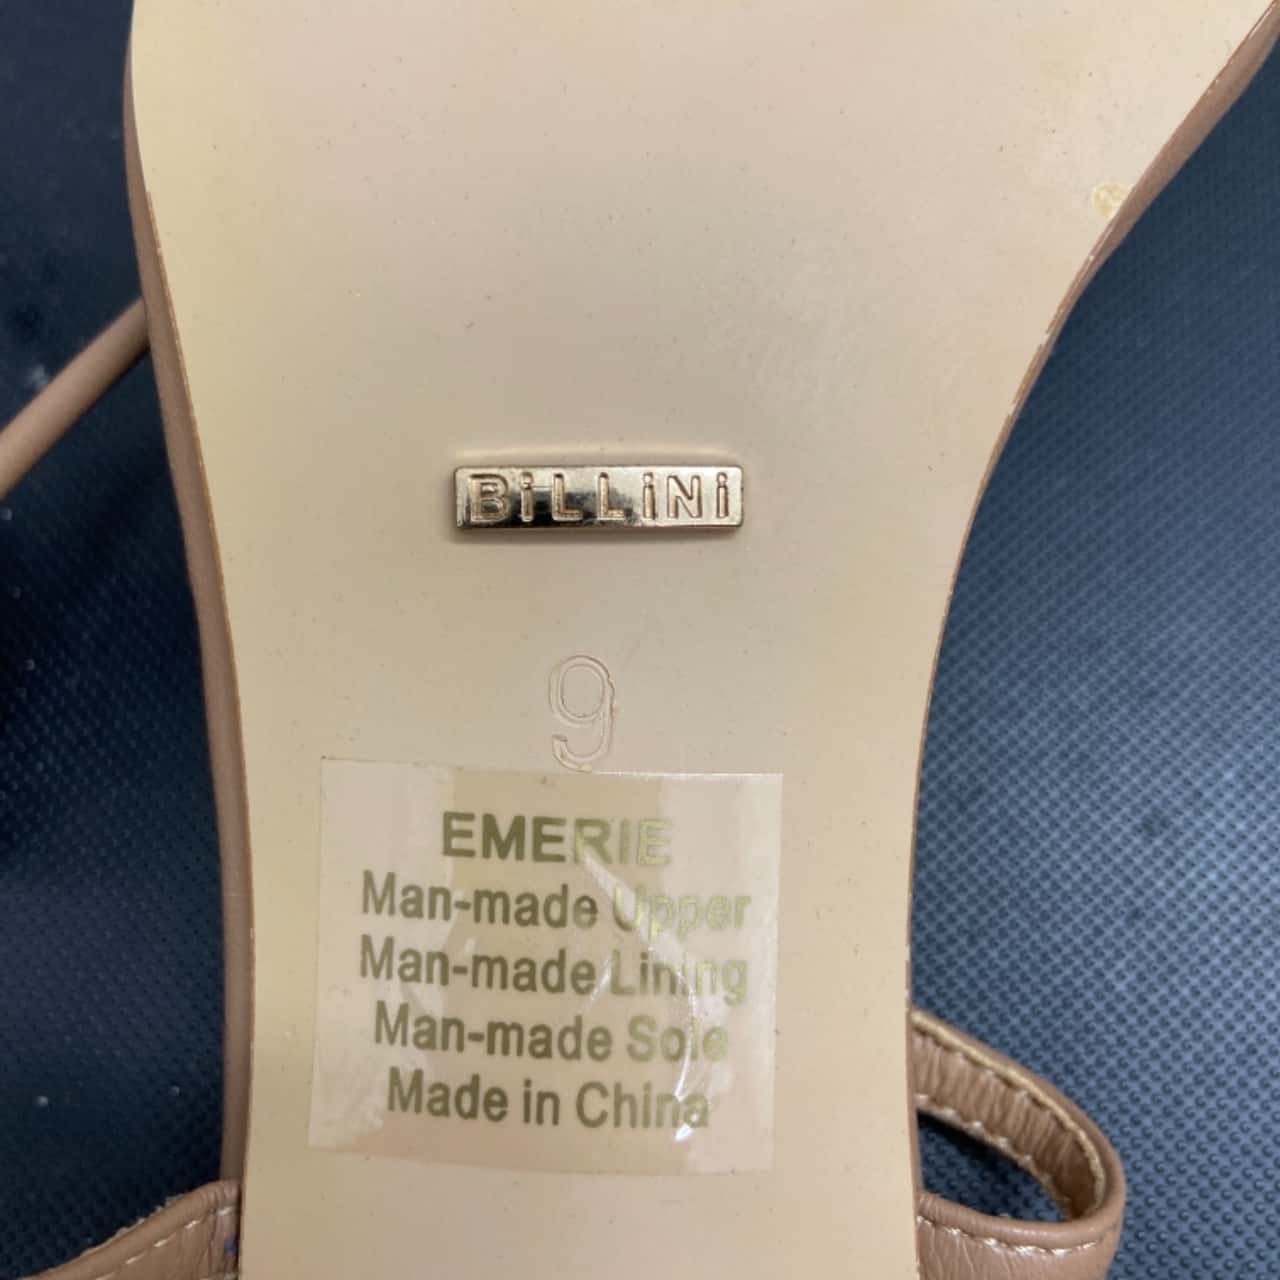 BiLLiNi
9
EMERIE
Man-made Upper
Man-made Lining
Man-made Sole
Made in China